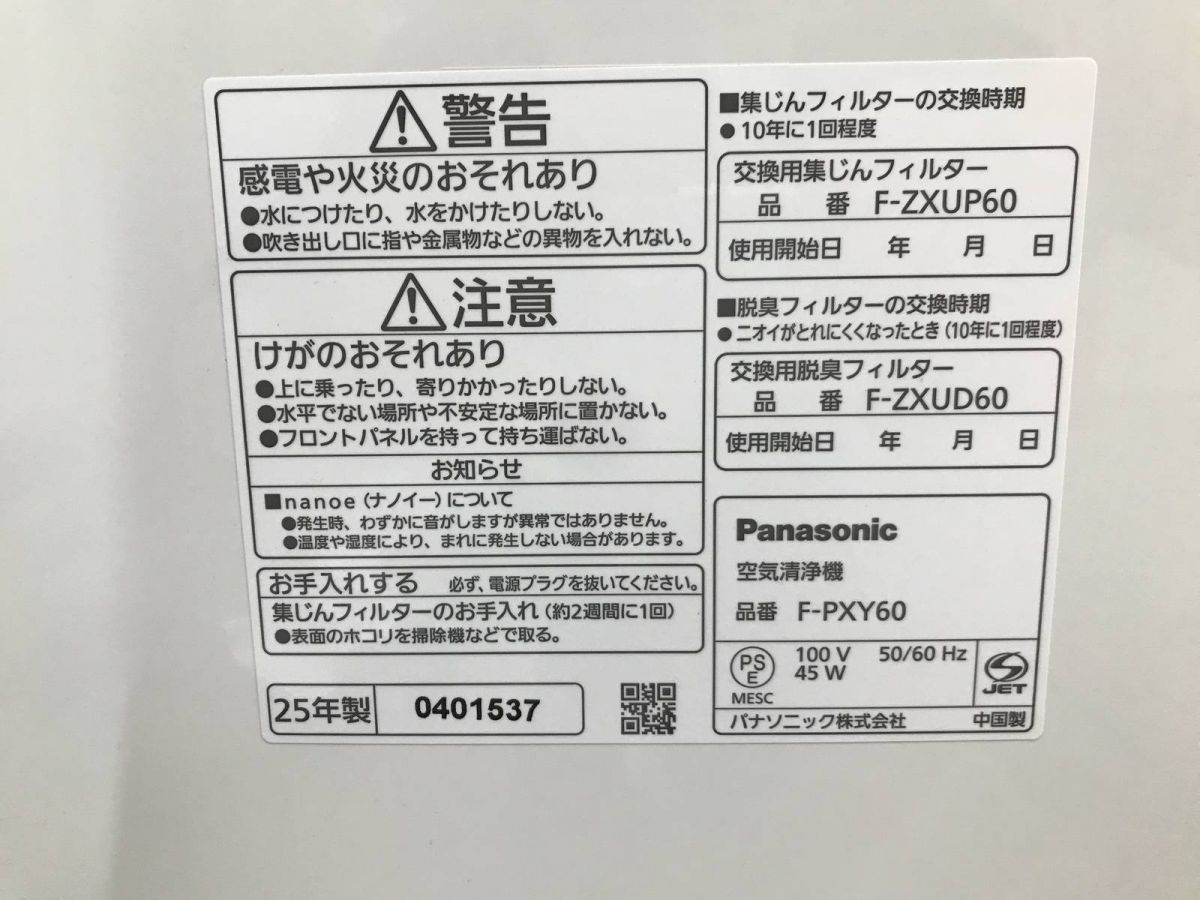 警告
感電や火災のおそれあり
●水につけたり、水をかけたりしない。
●吹き出し口に指や金属物などの異物を入れない。
注意
けがのおそれあり
●上に乗ったり、寄りかかったりしない。
●水平でない場所や不安定な場所に置かない。
●フロントパネルを持って持ち運ばない。
お知らせ
■nanoe（ナノイー）について
●発生時、わずかに音がしますが異常ではありません。
●温度や湿度により、まれに発生しない場合があります。
お手入れする 必ず、電源プラグを抜いてください。
集じんフィルターのお手入れ（約2週間に1回）
●表面のホコリを掃除機などで取る。
25年製 0401537
■集じんフィルターの交換時期
●10年に1回程度
交換用集じんフィルター
品 番 F-ZXUP60
使用開始日 年 月 日
■脱臭フィルターの交換時期
●ニオイがとれにくくなったとき（10年に1回程度）
交換用脱臭フィルター
品 番 F-ZXUD60
使用開始日 年 月 日
Panasonic
空気清浄機
品番 F-PXY60
PS E
MESC
100 V 50/60 Hz
45 W
S
JET
パナソニック株式会社 中国製